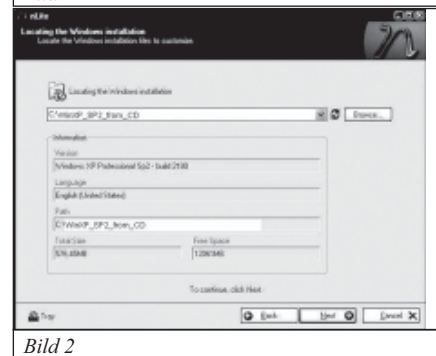 nLite
Locating the Windows installation
Locate the Windows installation files to customize.
Locating the Windows installation
C:\WinXP_SP2_from_CD
Browse...
Information
Version
Windows XP Professional Sp2 - build 2180
Language
English (United States)
Path
C:\WinXP_SP2_from_CD
Total Size
Free Space
To continue, click Next
Tray
Back
Next
Cancel
Bild 2